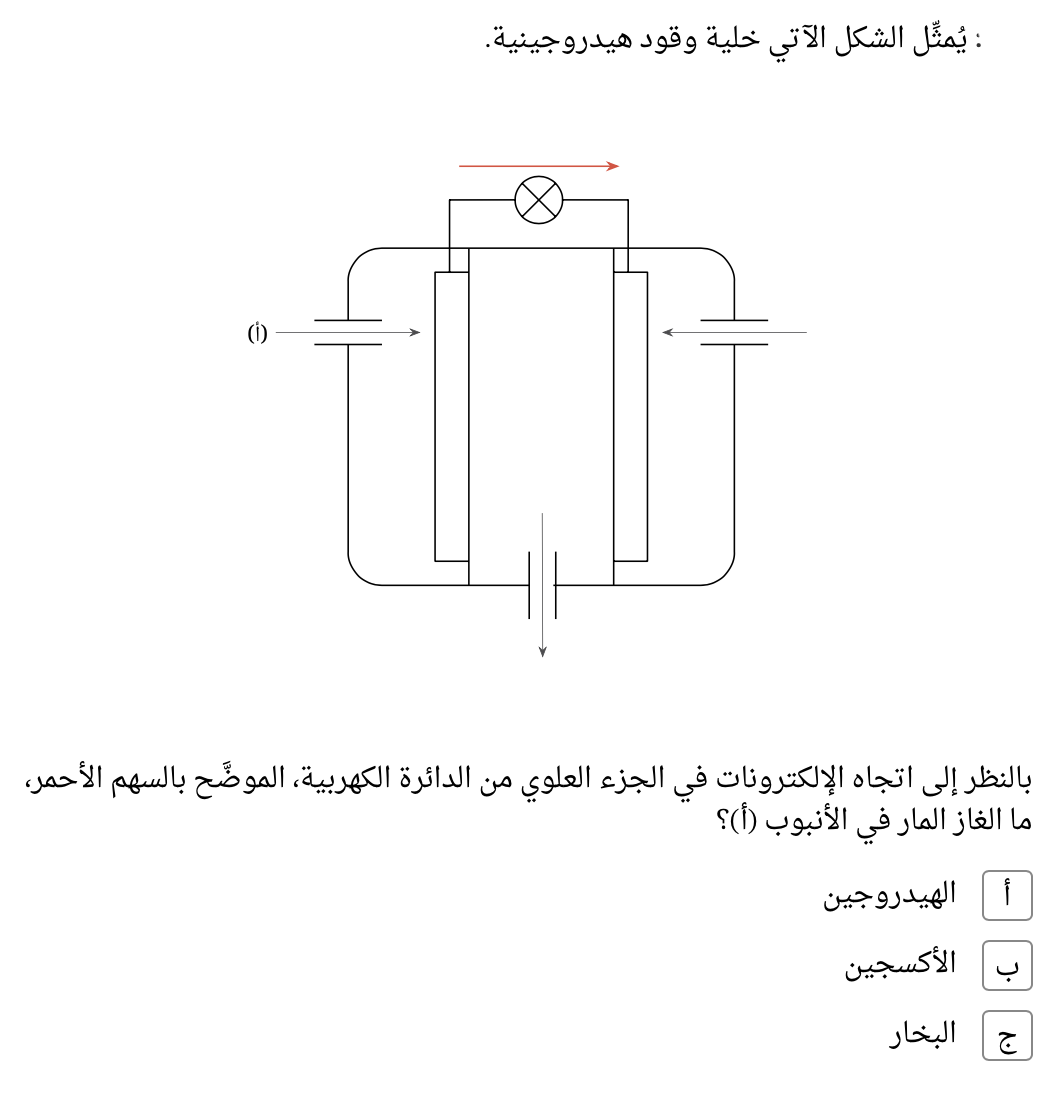 : يُمثِّل الشكل الآتي خلية وقود هيدروجينية.
(أ)
بالنظر إلى اتجاه الإلكترونات في الجزء العلوي من الدائرة الكهربية، الموضَّح بالسهم الأحمر،
ما الغاز المار في الأنبوب (أ)؟
أ الهيدروجين
ب الأكسجين
ج البخار